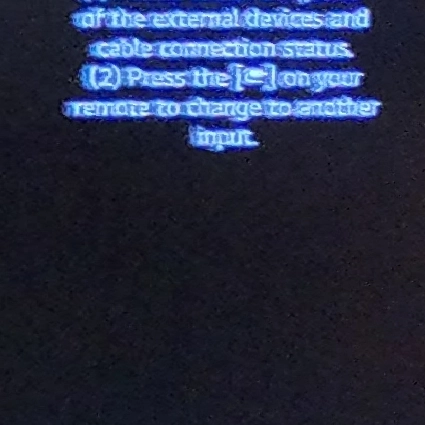 of the external devices and
cable connection status.
(2) Press the [⮐] on your
remote to change to another
input.